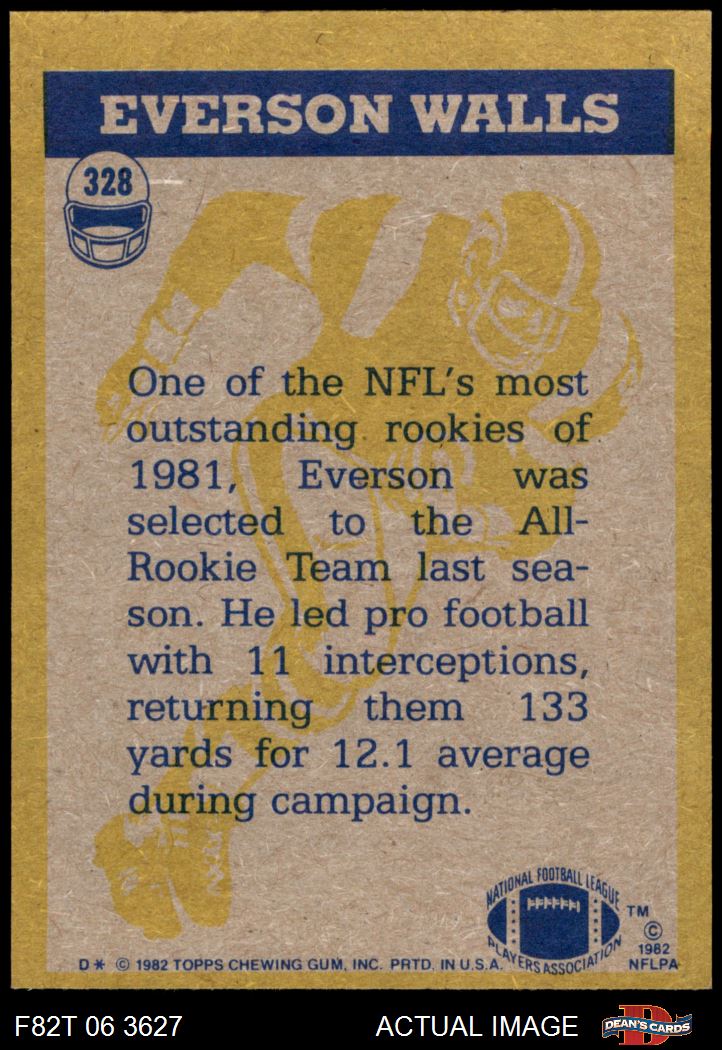 EVERSON WALLS
328
One of the NFL's most
outstanding rookies of
1981, Everson was
selected to the All-
Rookie Team last sea-
son. He led pro football
with 11 interceptions,
returning them 133
yards for 12.1 average
during campaign.
NATIONAL FOOTBALL LEAGUE
PLAYERS ASSOCIATION
TM
©
1982
NFLPA
D* © 1982 TOPPS CHEWING GUM, INC. PRTD. IN U.S.A.
F82T 06 3627
ACTUAL IMAGE
DEAN'S CARDS